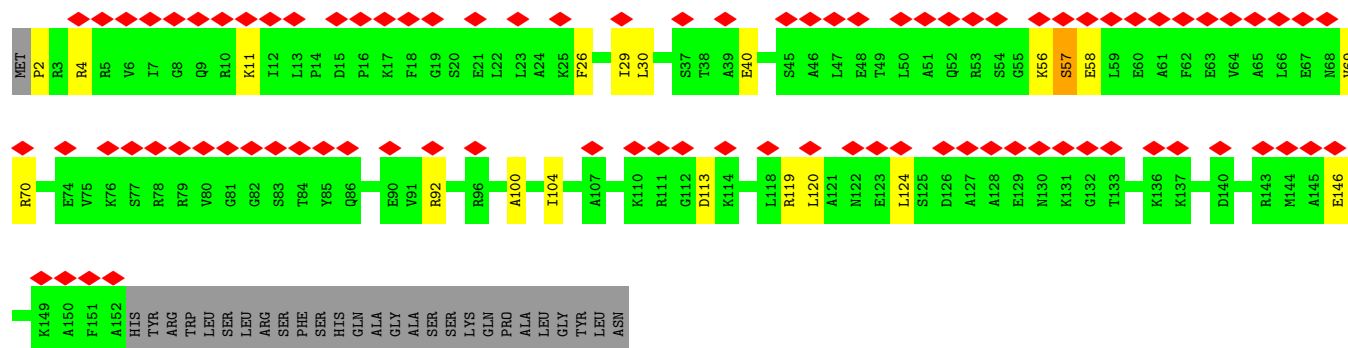 MET P2 R3 R4 R5 V6 I7 G8 Q9 R10 K11 I12 L13 P14 D15 P16 K17 F18 G19 S20 E21 L22 L23 A24 K25 F26 I29 L30 S37 T38 A39 E40 S45 A46 L47 E48 T49 L50 A51 Q52 R53 S54 G55 K56 S57 E58 L59 E60 A61 F62 E63 V64 A65 L66 E67 N68 V69
R70 E74 V75 K76 S77 R78 R79 V80 G81 G82 S83 T84 Y85 Q86 E90 V91 R92 R96 A100 I104 A107 K110 R111 G112 D113 K114 L118 R119 L120 A121 N122 E123 L124 S125 D126 A127 A128 E129 N130 K131 G132 T133 K136 K137 D140 R143 M144 A145 E146
K149 A150 F151 A152 HIS TYR ARG TRP LEU SER LEU ARG SER PHE SER HIS GLN ALA GLY ALA SER SER LYS GLN PRO ALA LEU GLY TYR LEU ASN